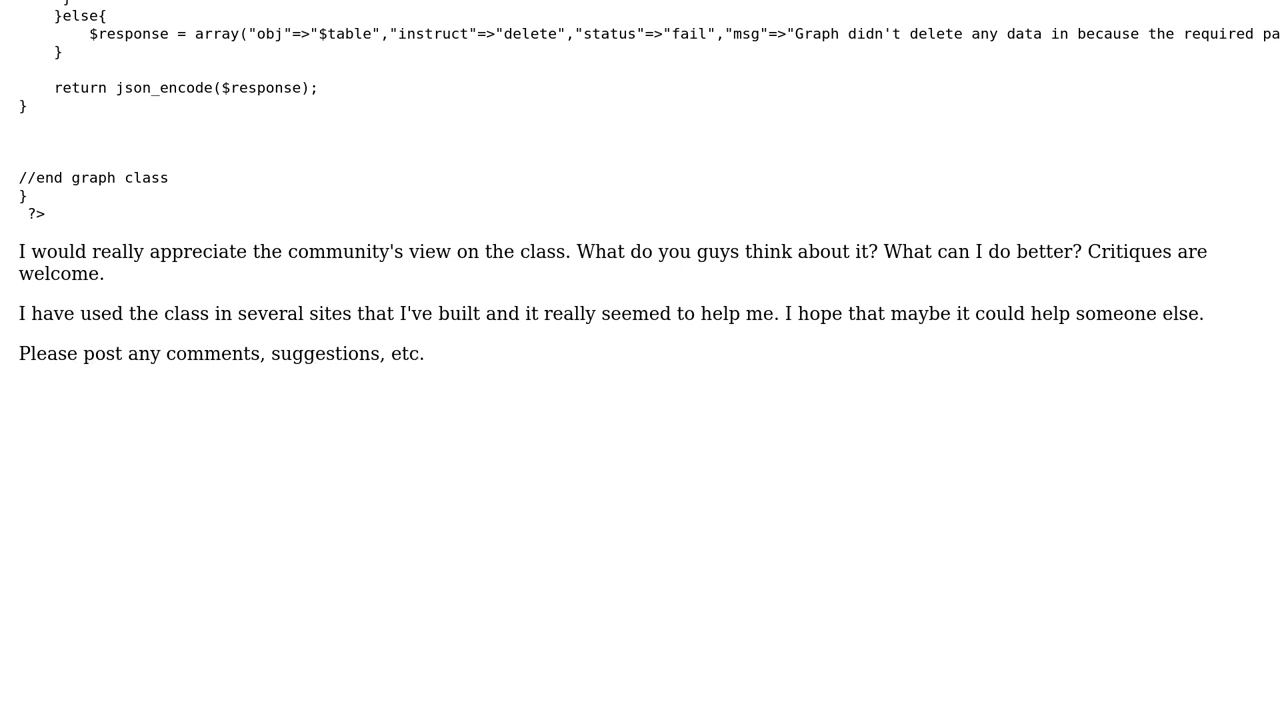 }
}else{
$response = array("obj"=>"$table","instruct"=>"delete","status"=>"fail","msg"=>"Graph didn't delete any data in because the required pa
}
return json_encode($response);
}
//end graph class
}
?>
I would really appreciate the community's view on the class. What do you guys think about it? What can I do better? Critiques are
welcome.
I have used the class in several sites that I've built and it really seemed to help me. I hope that maybe it could help someone else.
Please post any comments, suggestions, etc.